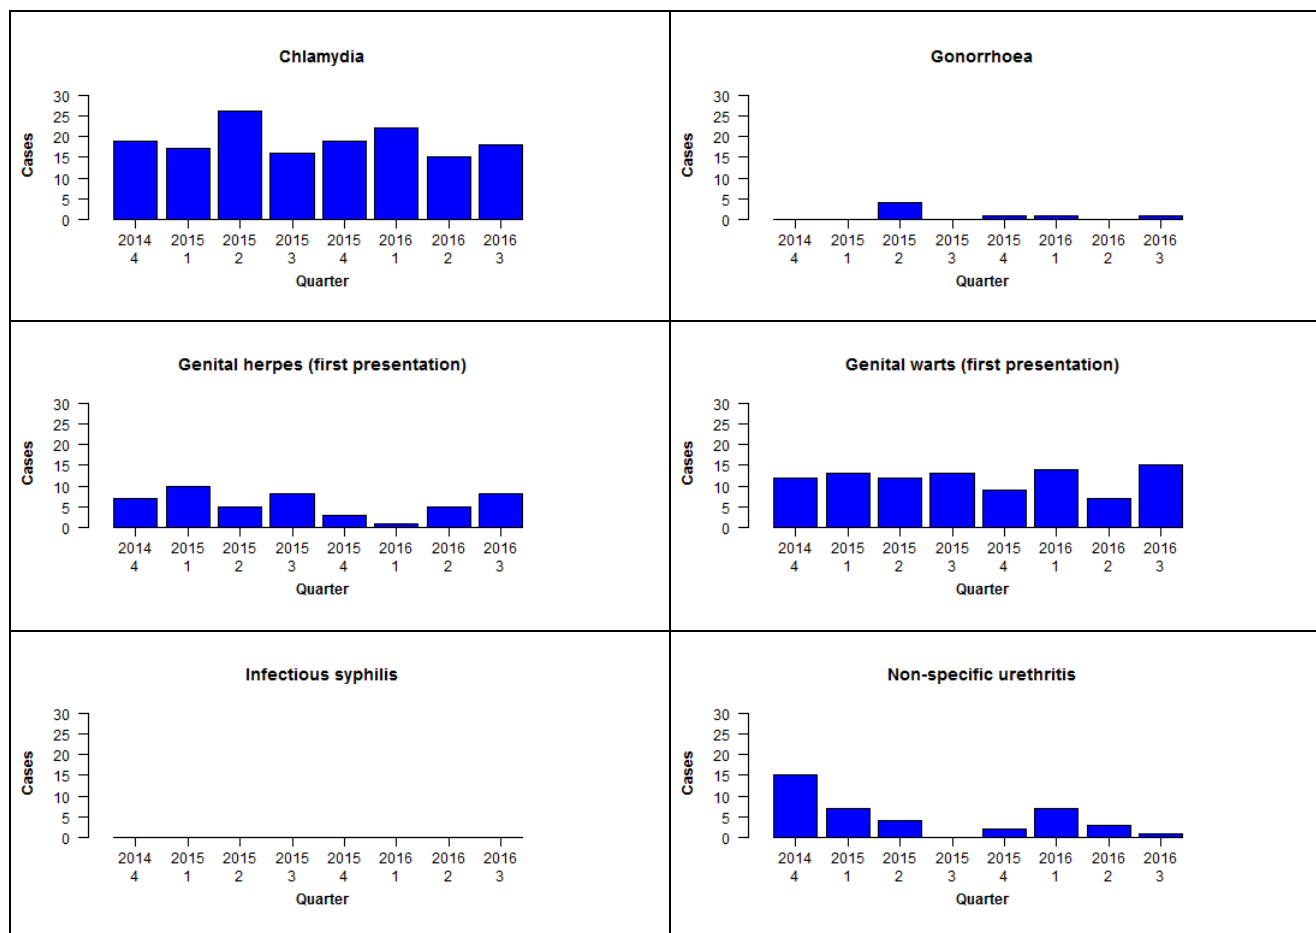 Chlamydia
30
25
20
15
10
5
0
Cases
2014 2015 2015 2015 2015 2016 2016 2016
4 1 2 3 4 1 2 3
Quarter
Gonorrhoea
30
25
20
15
10
5
0
Cases
2014 2015 2015 2015 2015 2016 2016 2016
4 1 2 3 4 1 2 3
Quarter
Genital herpes (first presentation)
30
25
20
15
10
5
0
Cases
2014 2015 2015 2015 2015 2016 2016 2016
4 1 2 3 4 1 2 3
Quarter
Genital warts (first presentation)
30
25
20
15
10
5
0
Cases
2014 2015 2015 2015 2015 2016 2016 2016
4 1 2 3 4 1 2 3
Quarter
Infectious syphilis
30
25
20
15
10
5
0
Cases
2014 2015 2015 2015 2015 2016 2016 2016
4 1 2 3 4 1 2 3
Quarter
Non-specific urethritis
30
25
20
15
10
5
0
Cases
2014 2015 2015 2015 2015 2016 2016 2016
4 1 2 3 4 1 2 3
Quarter